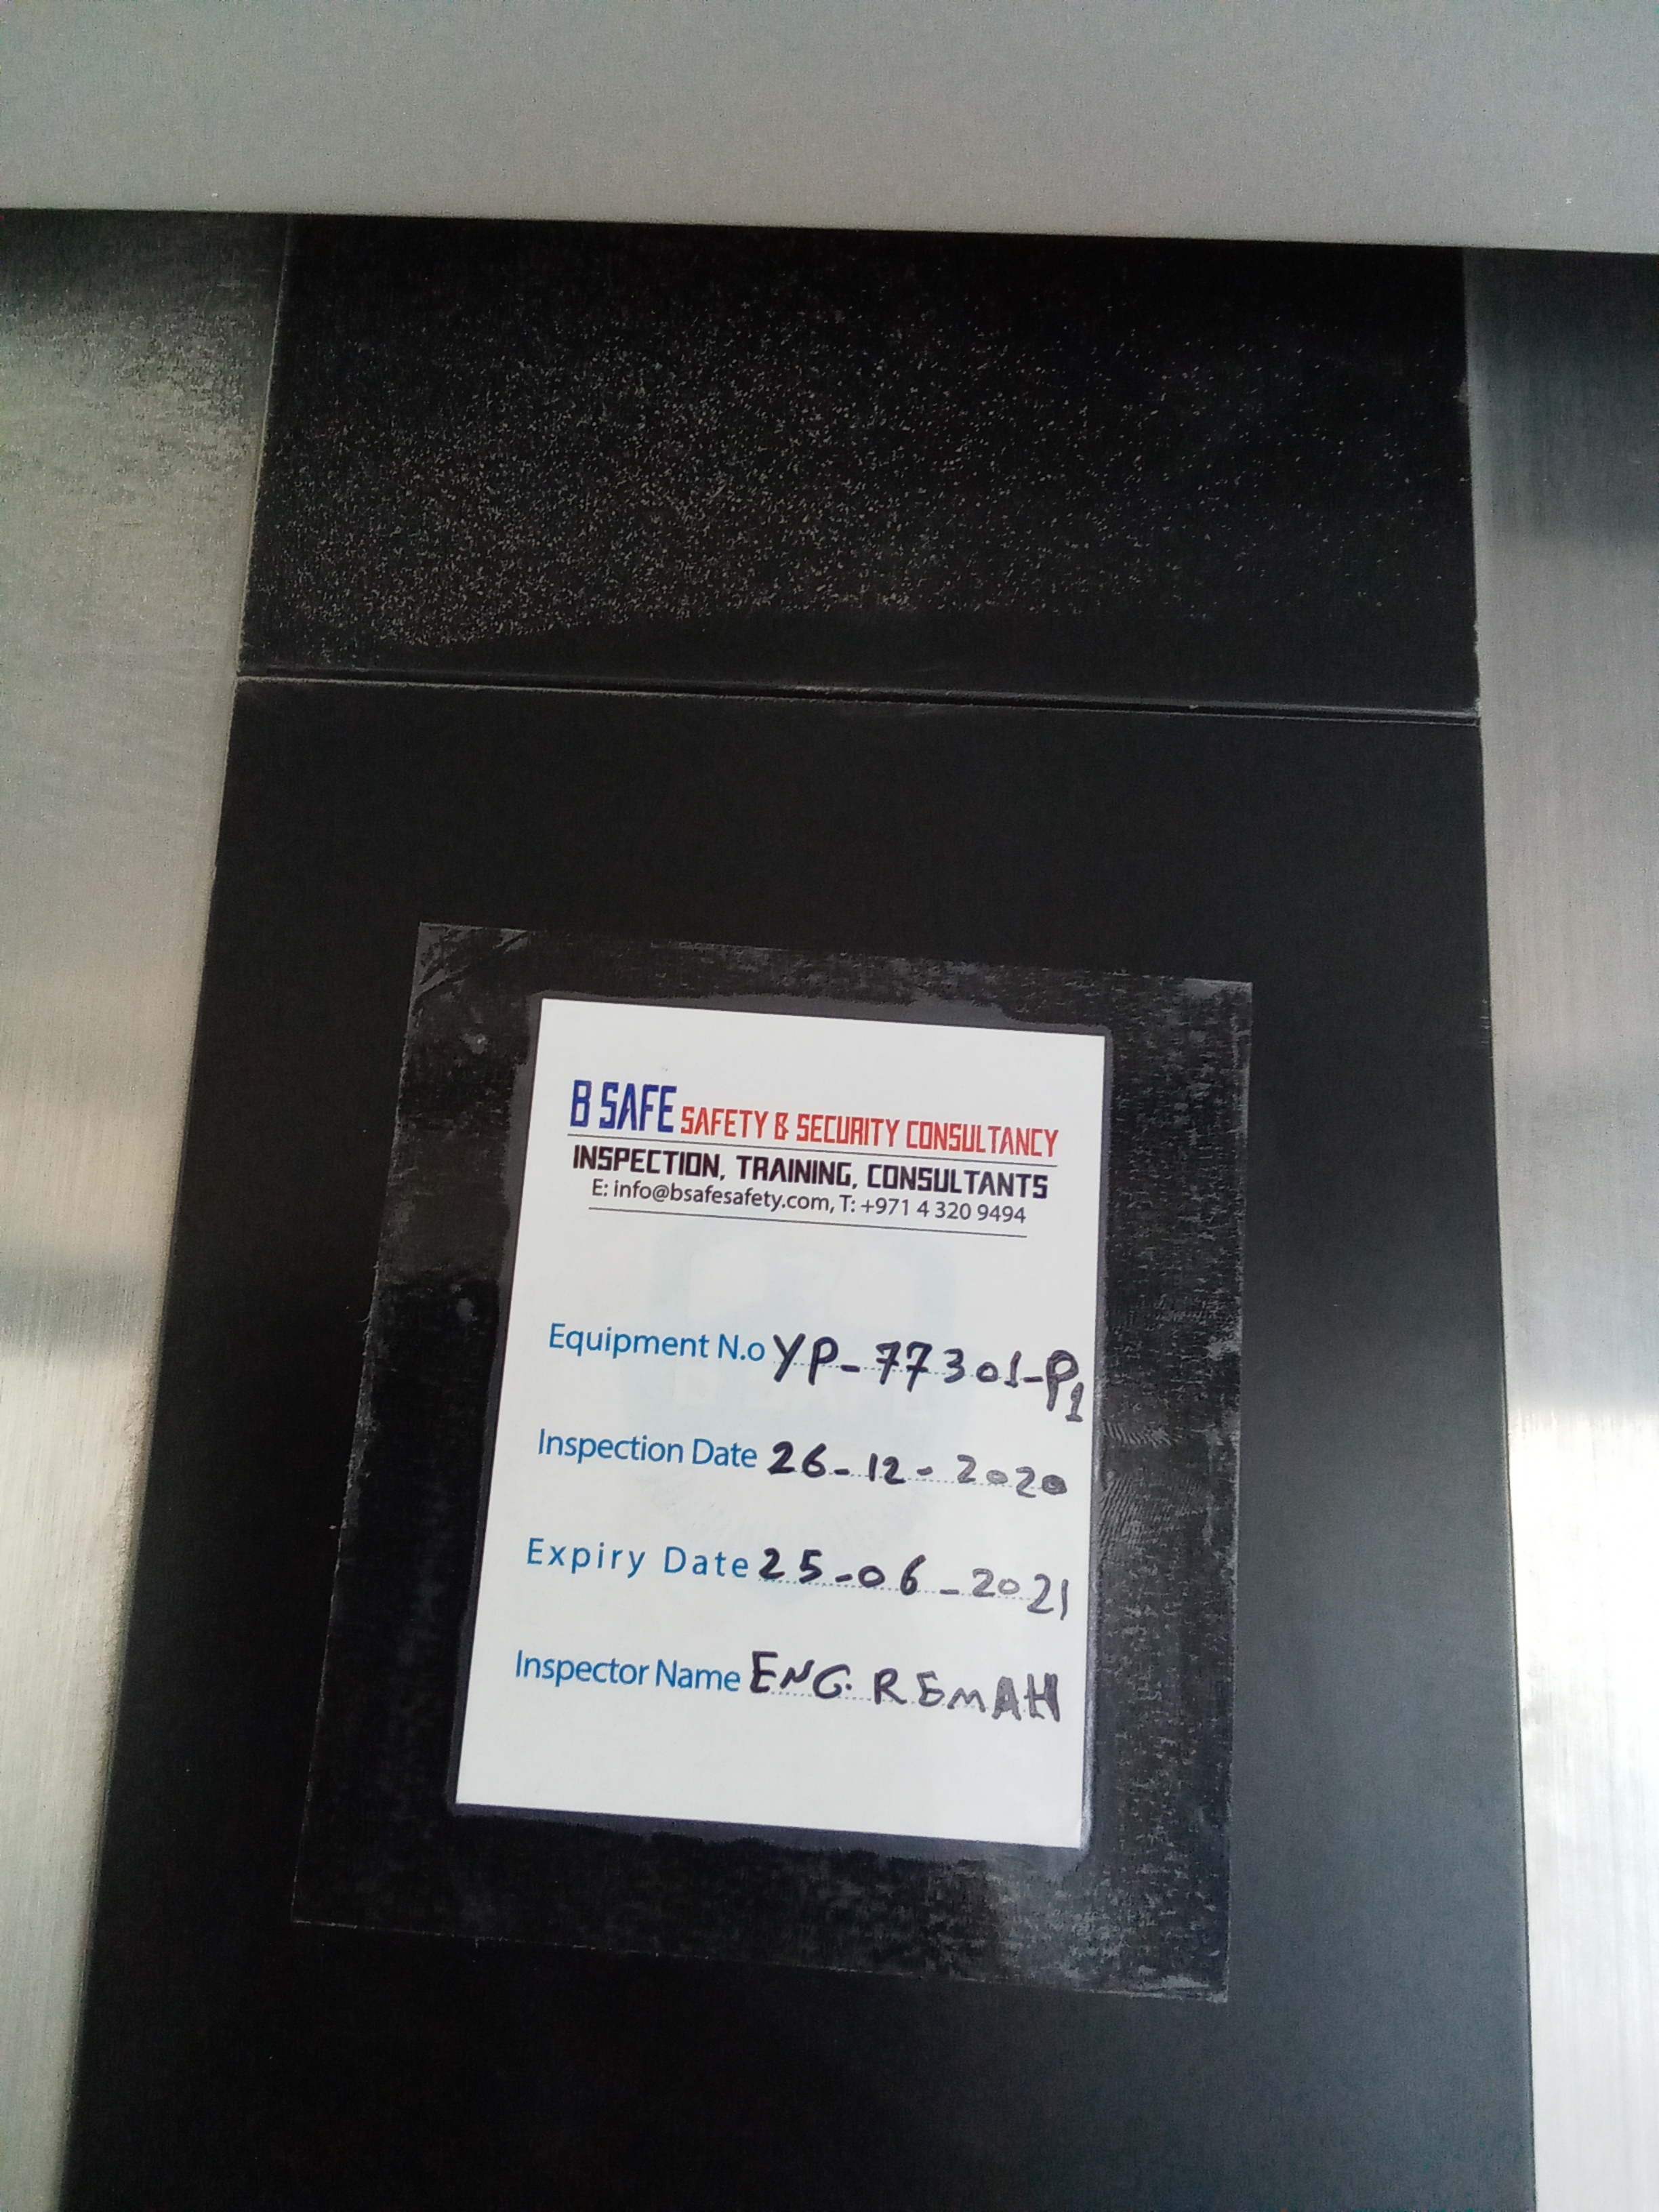 B SAFE SAFETY & SECURITY CONSULTANCY
INSPECTION, TRAINING, CONSULTANTS
E: info@bsafesafety.com, T: +971 4 320 9494
Equipment N.o YP-77301-P1
Inspection Date 26-12-2020
Expiry Date 25-06-2021
Inspector Name ENG. REMAH